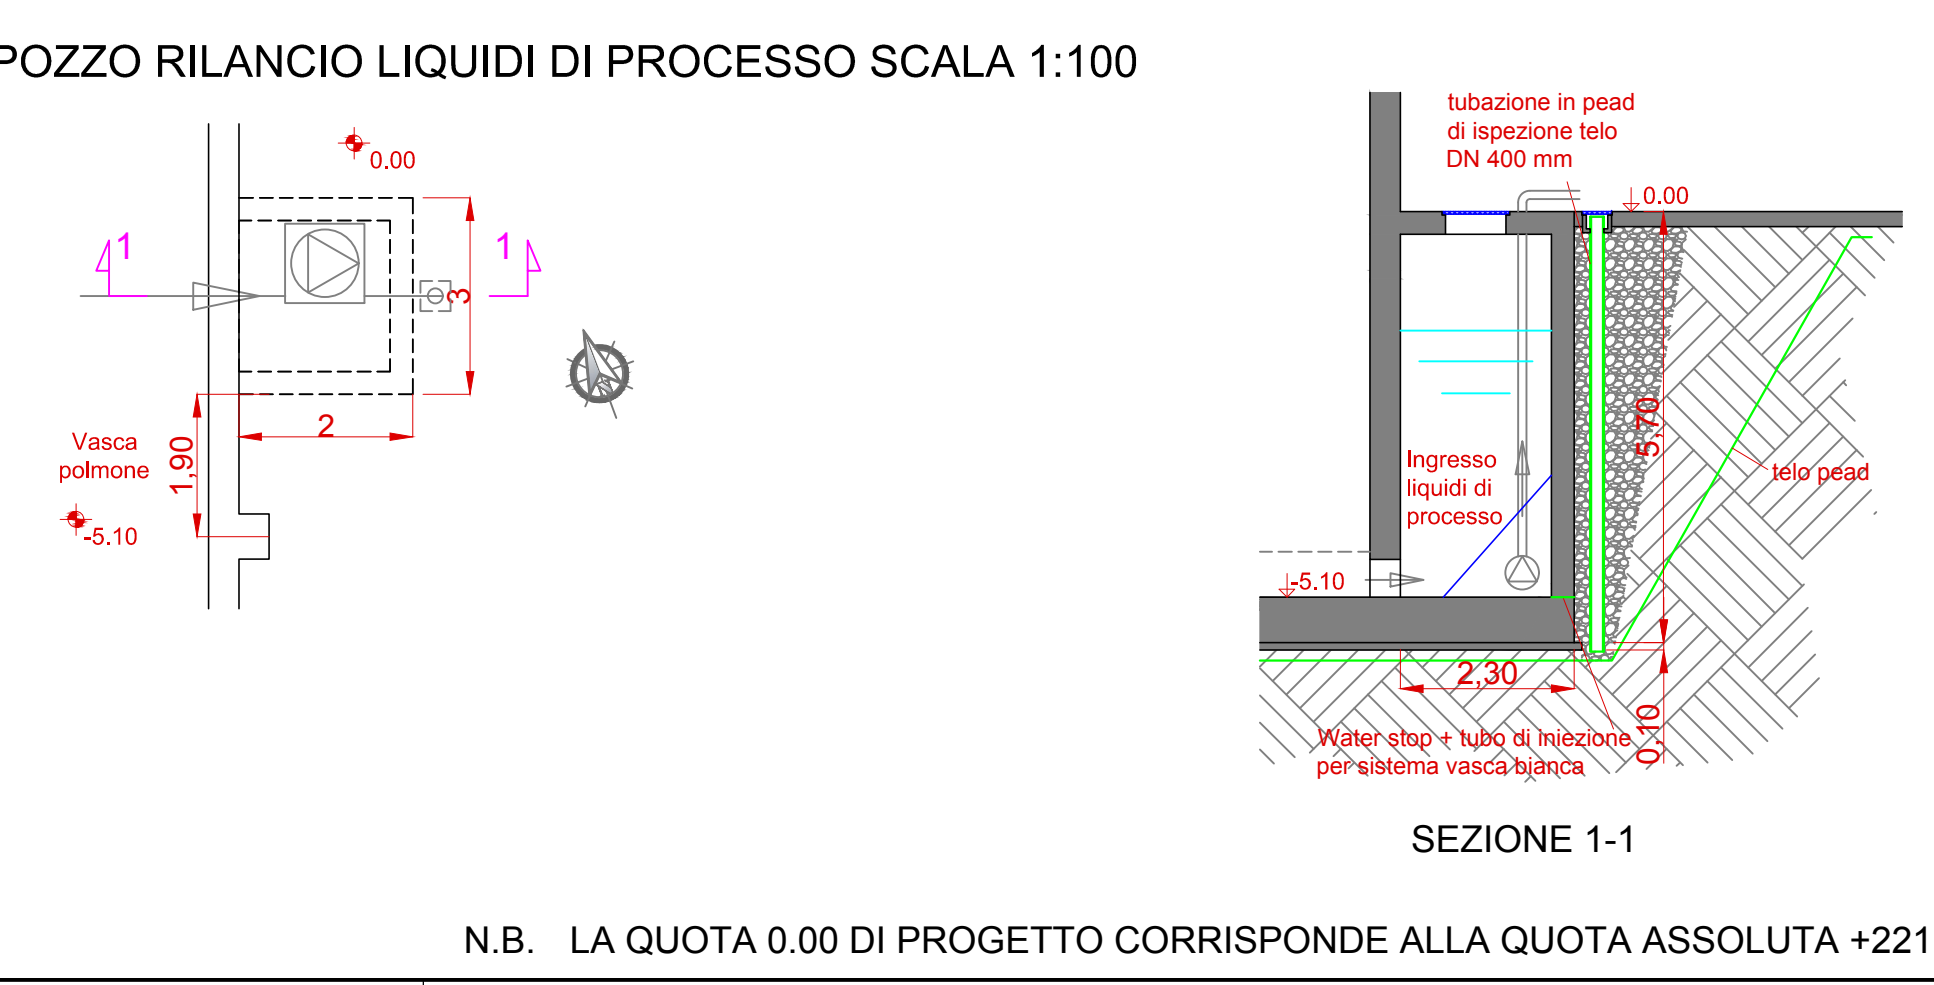 POZZO RILANCIO LIQUIDI DI PROCESSO SCALA 1:100
0.00
1
1
3
2
1,90
Vasca
polmone
-5.10
tubazione in pead
di ispezione telo
DN 400 mm
0.00
5,70
Ingresso
liquidi di
processo
telo pead
-5.10
2,30
0,10
Water stop + tubo di iniezione
per sistema vasca bianca
SEZIONE 1-1
N.B. LA QUOTA 0.00 DI PROGETTO CORRISPONDE ALLA QUOTA ASSOLUTA +221